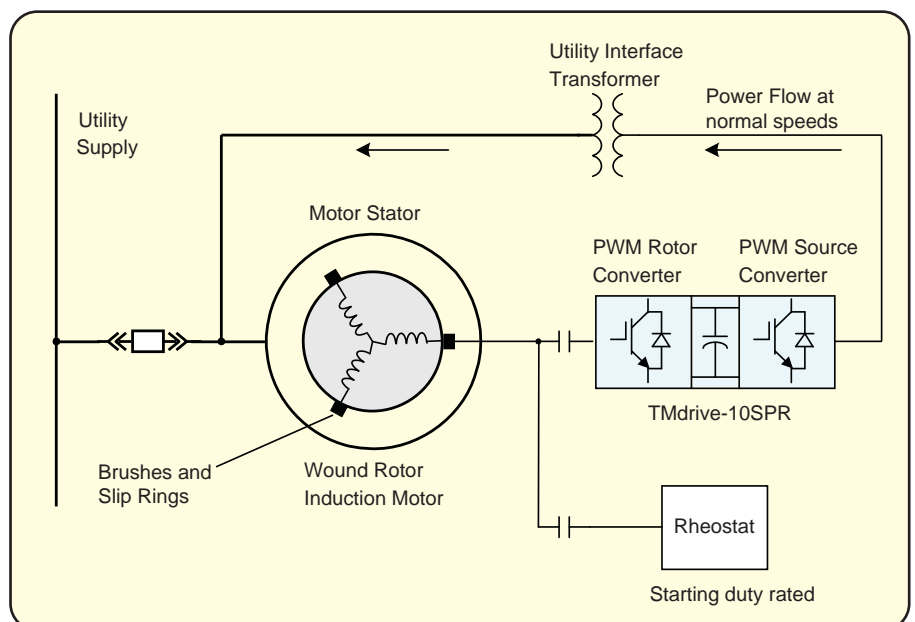 Utility Interface
Transformer
Power Flow at
normal speeds
Utility
Supply
Motor Stator
PWM Rotor
Converter
PWM Source
Converter
TMdrive-10SPR
Brushes and
Slip Rings
Wound Rotor
Induction Motor
Rheostat
Starting duty rated